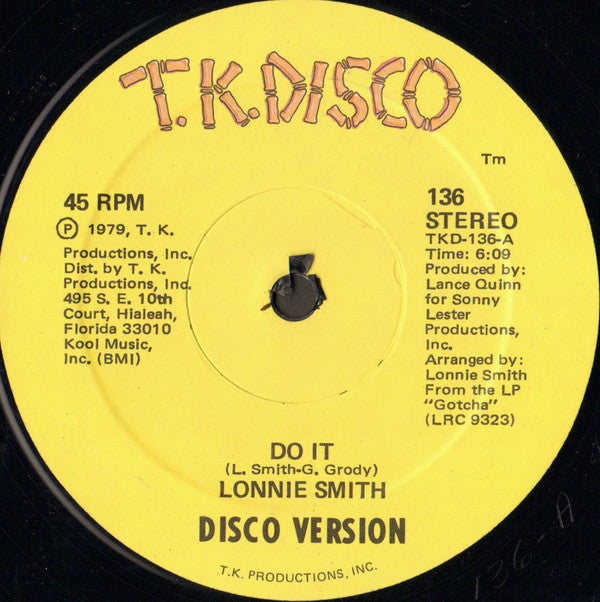 T.K.DISCO
Tm
45 RPM
Ⓟ 1979, T. K.
Productions, Inc.
Dist. by T. K.
Productions, Inc.
495 S. E. 10th
Court, Hialeah,
Florida 33010
Kool Music,
Inc. (BMI)
136
STEREO
TKD-136-A
Time: 6:09
Produced by:
Lance Quinn
for Sonny
Lester
Productions,
Inc.
Arranged by:
Lonnie Smith
From the LP
"Gotcha"
(LRC 9323)
DO IT
(L. Smith-G. Grody)
LONNIE SMITH
DISCO VERSION
T.K. PRODUCTIONS, INC.
136-A